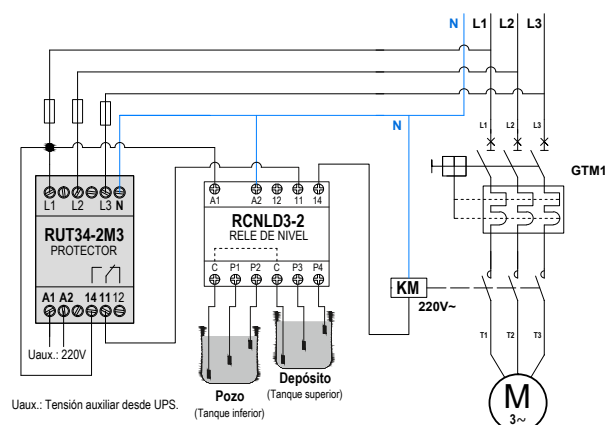 N L1 L2 L3
N
L1 L2 L3
GTM1
L1 L2 L3 N
RUT34-2M3
PROTECTOR
A1 A2 14 11 12
Uaux.: 220V
A1 A2 12 11 14
RCNLD3-2
RELE DE NIVEL
C P1 P2 C P3 P4
KM
220V~
T1 T2 T3
Pozo
(Tanque inferior)
Depósito
(Tanque superior)
M
3~
Uaux.: Tensión auxiliar desde UPS.